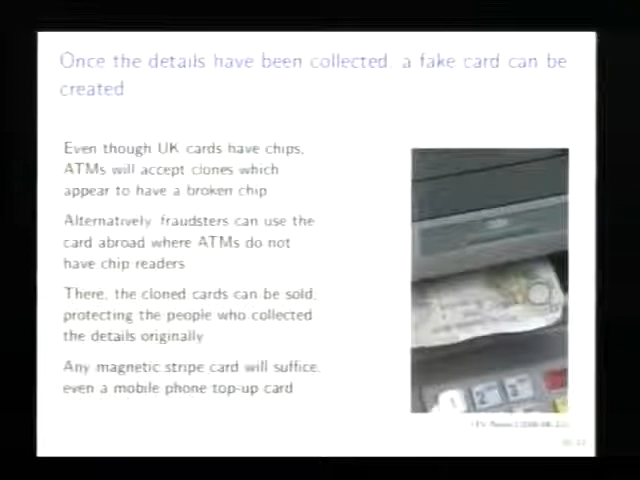 Once the details have been collected, a fake card can be
created
Even though UK cards have chips,
ATMs will accept clones which
appear to have a broken chip
Alternatively fraudsters can use the
card abroad where ATMs do not
have chip readers
There, the cloned cards can be sold,
protecting the people who collected
the details originally
Any magnetic stripe card will suffice,
even a mobile phone top-up card
1 2 3